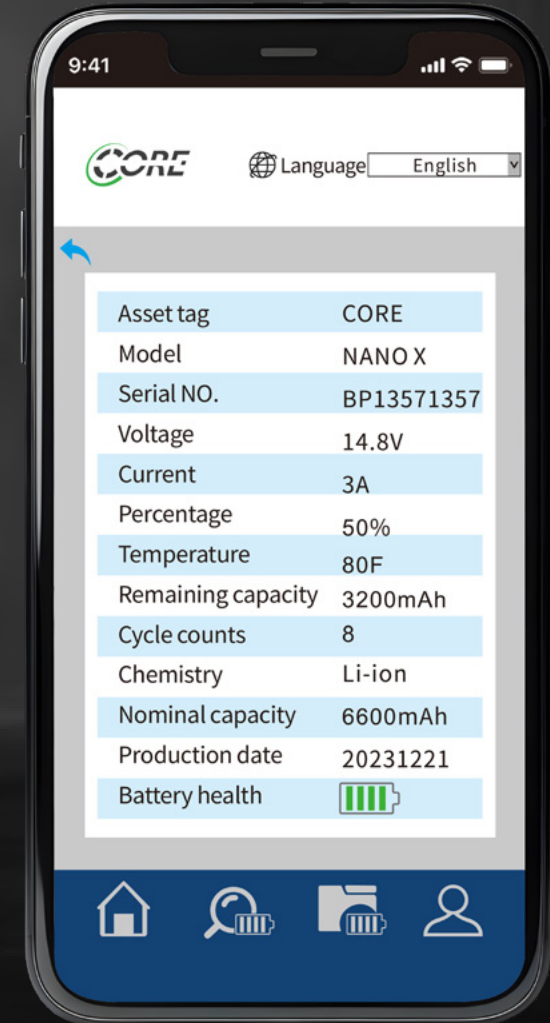 9:41
CORE
Language English
Asset tag CORE
Model NANO X
Serial NO. BP13571357
Voltage 14.8V
Current 3A
Percentage 50%
Temperature 80F
Remaining capacity 3200mAh
Cycle counts 8
Chemistry Li-ion
Nominal capacity 6600mAh
Production date 20231221
Battery health